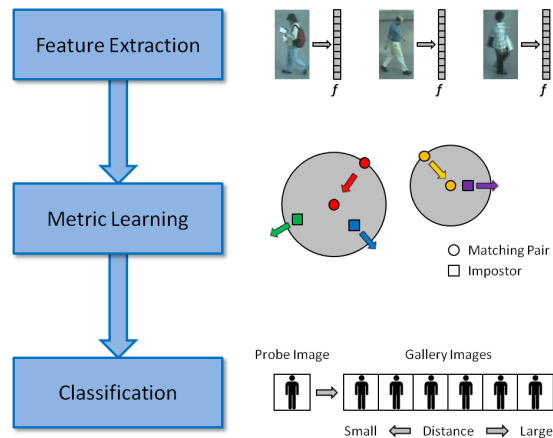 Feature Extraction
f f f
Metric Learning
Matching Pair
Impostor
Classification
Probe Image Gallery Images
Small Distance Large